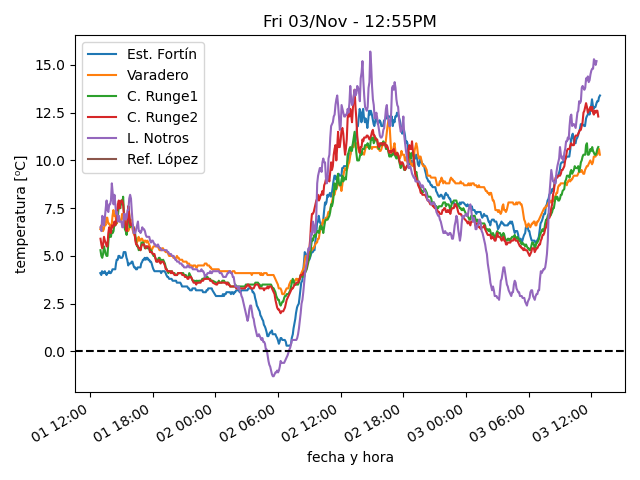 Fri 03/Nov - 12:55PM
Est. Fortín
Varadero
C. Runge1
C. Runge2
L. Notros
Ref. López
temperatura [ºC]
15.0
12.5
10.0
7.5
5.0
2.5
0.0
01 12:00
01 18:00
02 00:00
02 06:00
02 12:00
02 18:00
03 00:00
03 06:00
03 12:00
fecha y hora